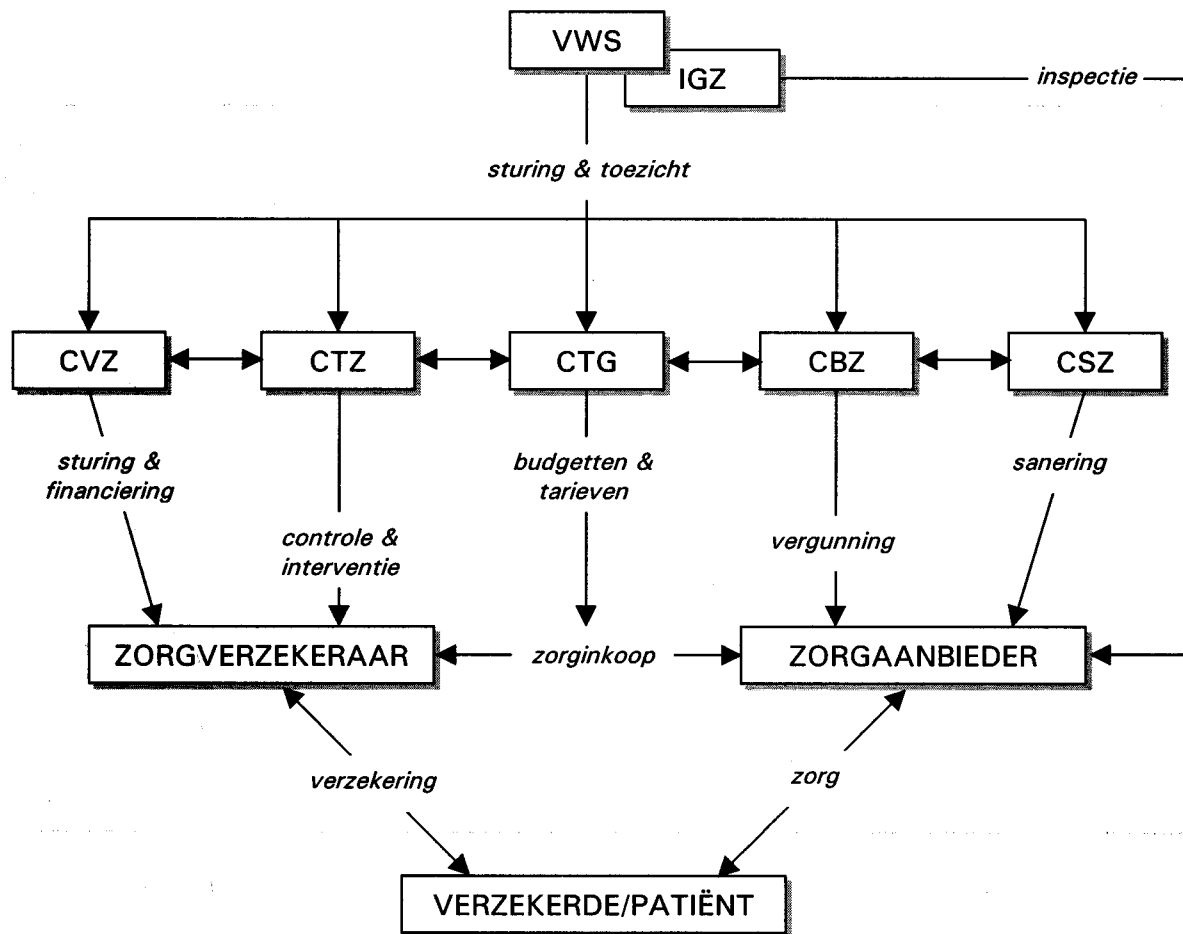 VWS
IGZ
inspectie
sturing & toezicht
CVZ
CTZ
CTG
CBZ
CSZ
sturing &
financiering
budgetten &
tarieven
sanering
controle &
interventie
vergunning
ZORGVERZEKERAAR
zorginkoop
ZORGAANBIEDER
verzekering
zorg
VERZEKERDE/PATIËNT